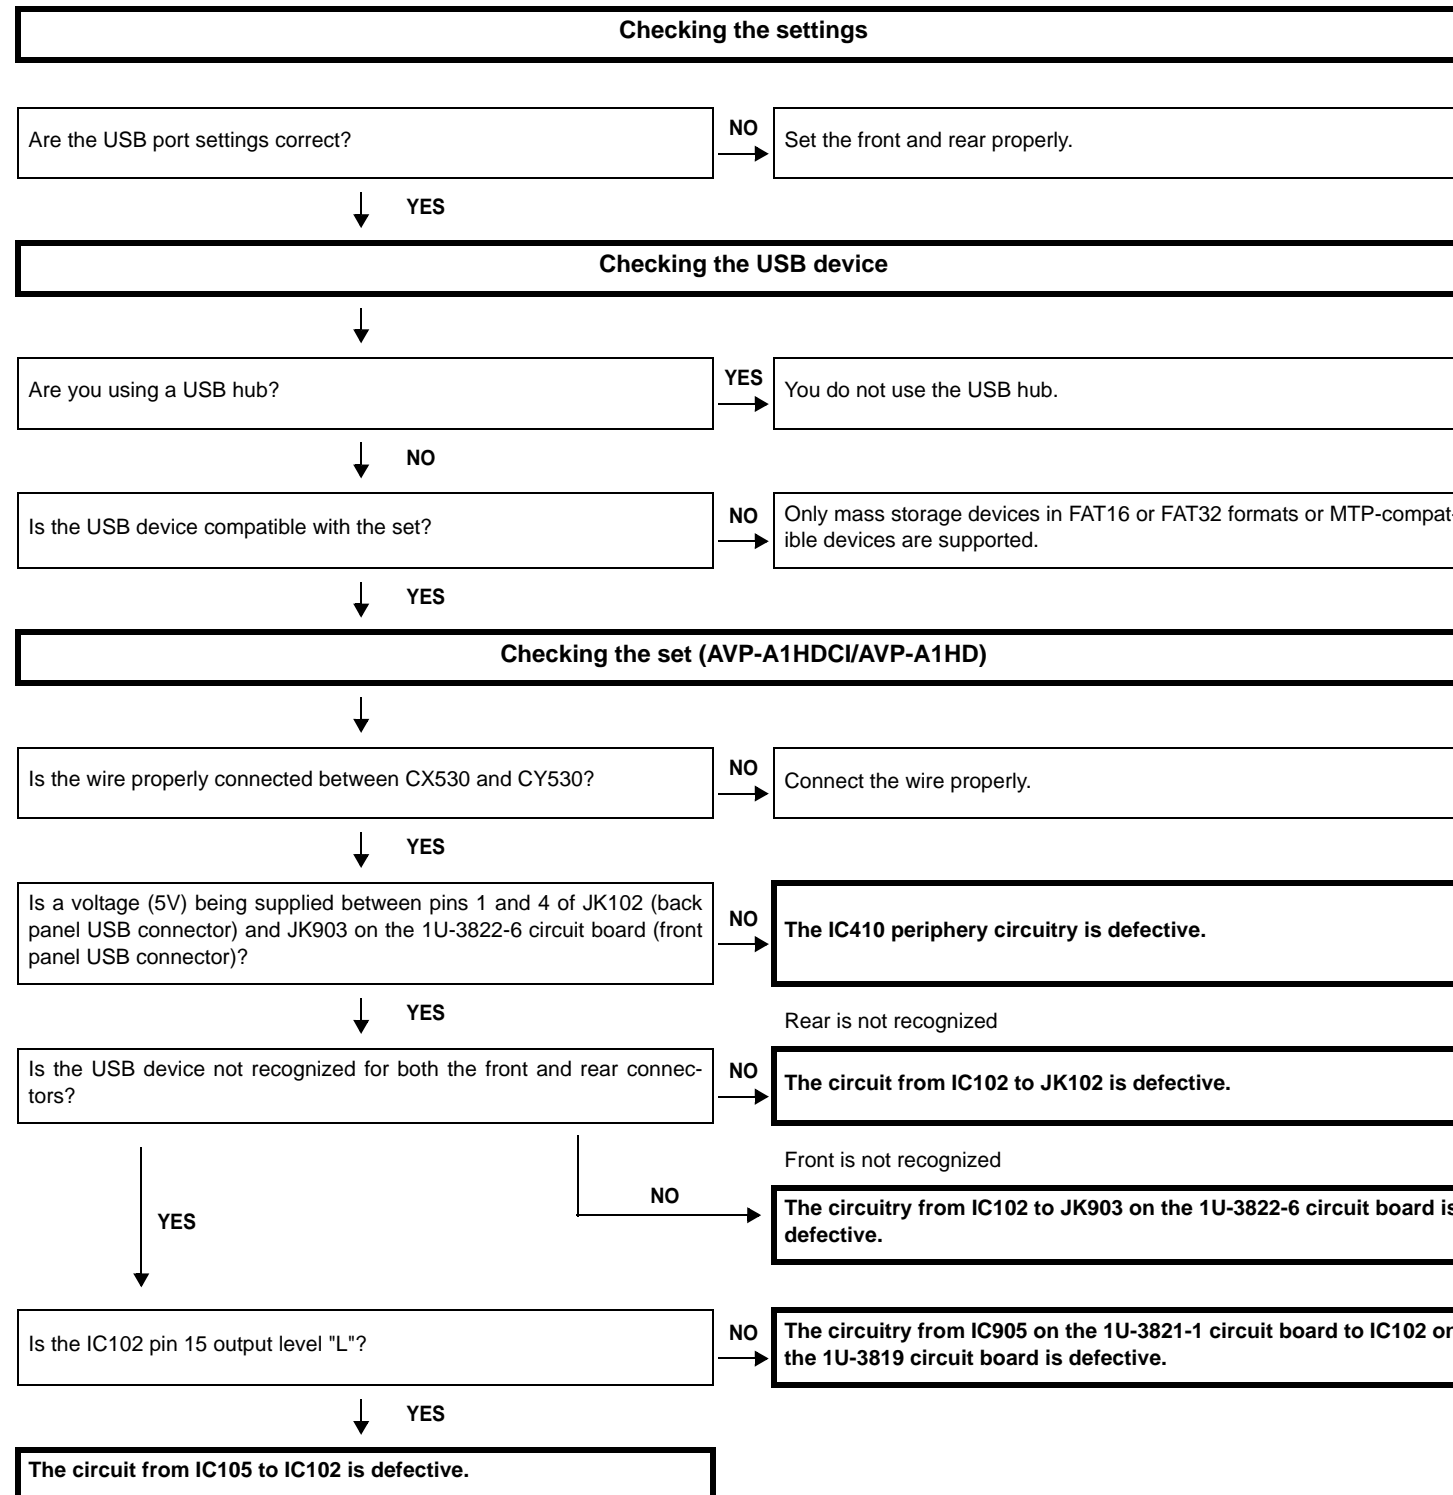 Checking the settings
Are the USB port settings correct?
NO
Set the front and rear properly.
YES
Checking the USB device
Are you using a USB hub?
YES
You do not use the USB hub.
NO
Is the USB device compatible with the set?
NO
Only mass storage devices in FAT16 or FAT32 formats or MTP-compat-
ible devices are supported.
YES
Checking the set (AVP-A1HDCI/AVP-A1HD)
Is the wire properly connected between CX530 and CY530?
NO
Connect the wire properly.
YES
Is a voltage (5V) being supplied between pins 1 and 4 of JK102 (back
panel USB connector) and JK903 on the 1U-3822-6 circuit board (front
panel USB connector)?
NO
The IC410 periphery circuitry is defective.
YES
Rear is not recognized
Is the USB device not recognized for both the front and rear connec-
tors?
NO
The circuit from IC102 to JK102 is defective.
Front is not recognized
NO
The circuitry from IC102 to JK903 on the 1U-3822-6 circuit board is
defective.
YES
Is the IC102 pin 15 output level "L"?
NO
The circuitry from IC905 on the 1U-3821-1 circuit board to IC102 on
the 1U-3819 circuit board is defective.
YES
The circuit from IC105 to IC102 is defective.